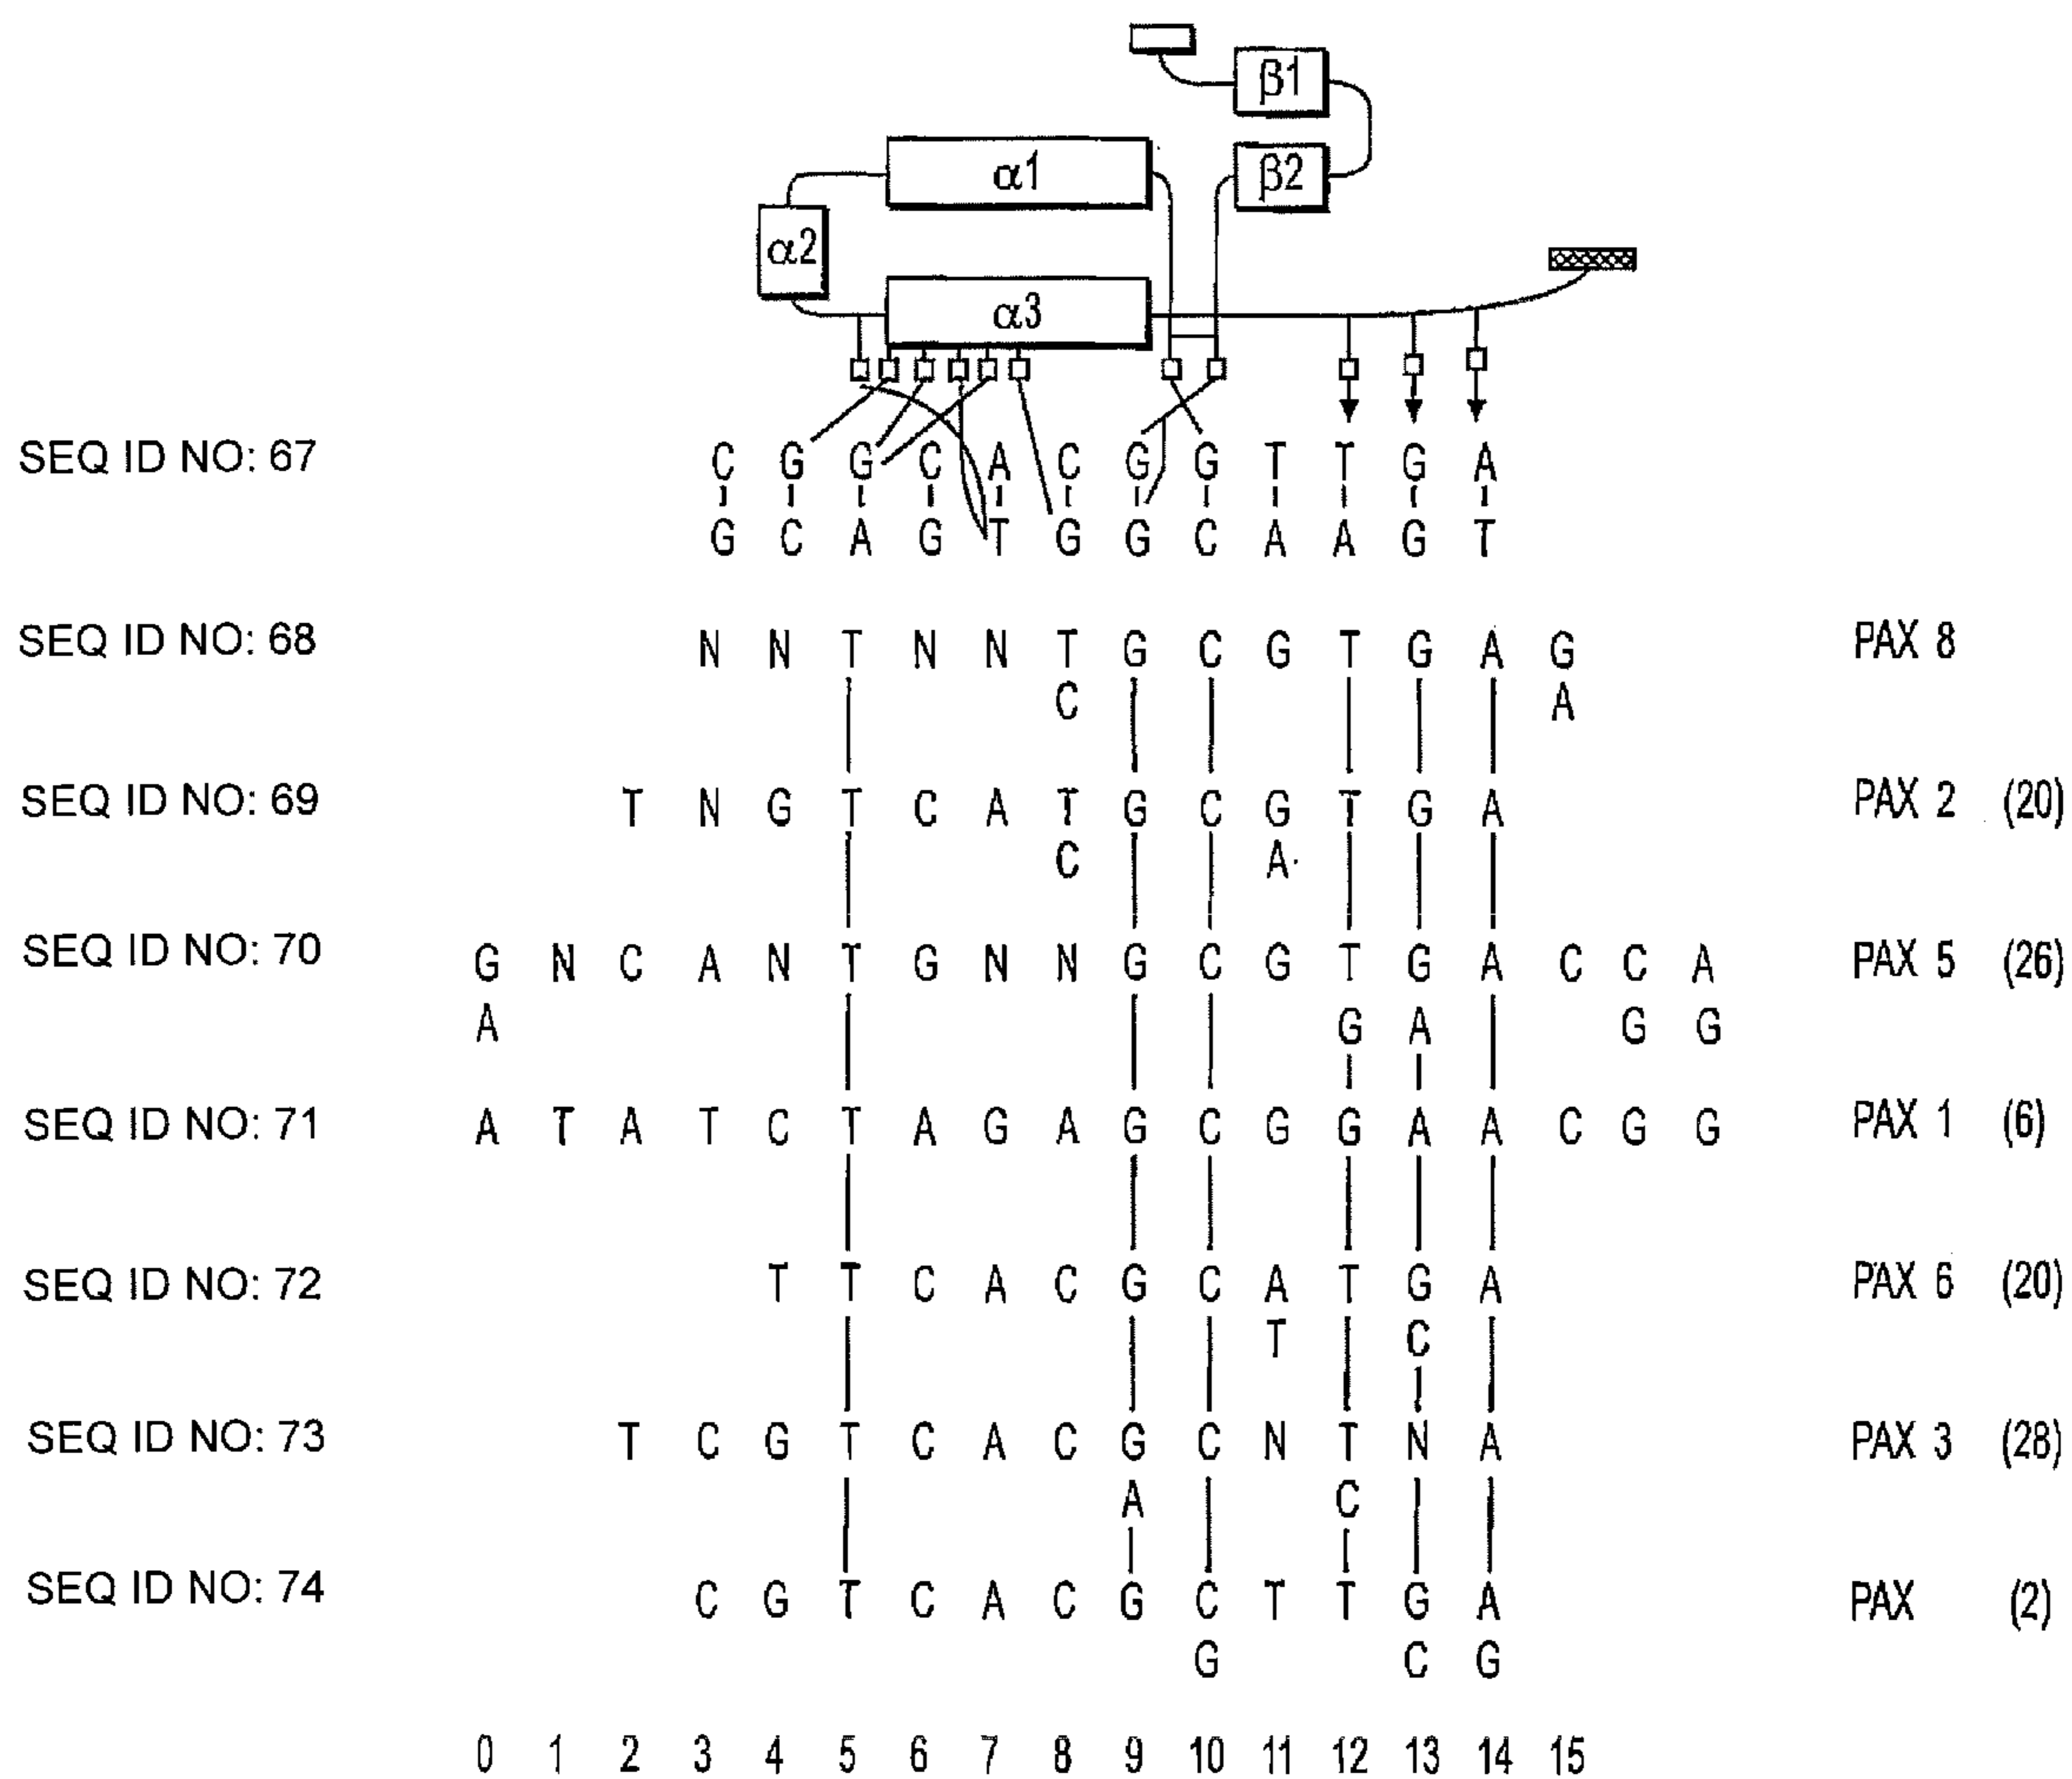 β1
α1
β2
α2
α3
SEQ ID NO: 67 C G G C A C G G T T G A
G C A G T G G C A A G T
SEQ ID NO: 68 N N T N N T G C G T G A G PAX 8
C A
SEQ ID NO: 69 T N G T C A T G C G T G A PAX 2 (20)
C A
SEQ ID NO: 70 G N C A N T G N N G C G T G A C C A PAX 5 (26)
A G A G G
SEQ ID NO: 71 A T A T C T A G A G C G G A A C G G PAX 1 (6)
SEQ ID NO: 72 T T C A C G C A T G A PAX 6 (20)
T C
SEQ ID NO: 73 T C G T C A C G C N T N A PAX 3 (28)
A C
SEQ ID NO: 74 C G T C A C G C T T G A PAX (2)
G C G
0 1 2 3 4 5 6 7 8 9 10 11 12 13 14 15